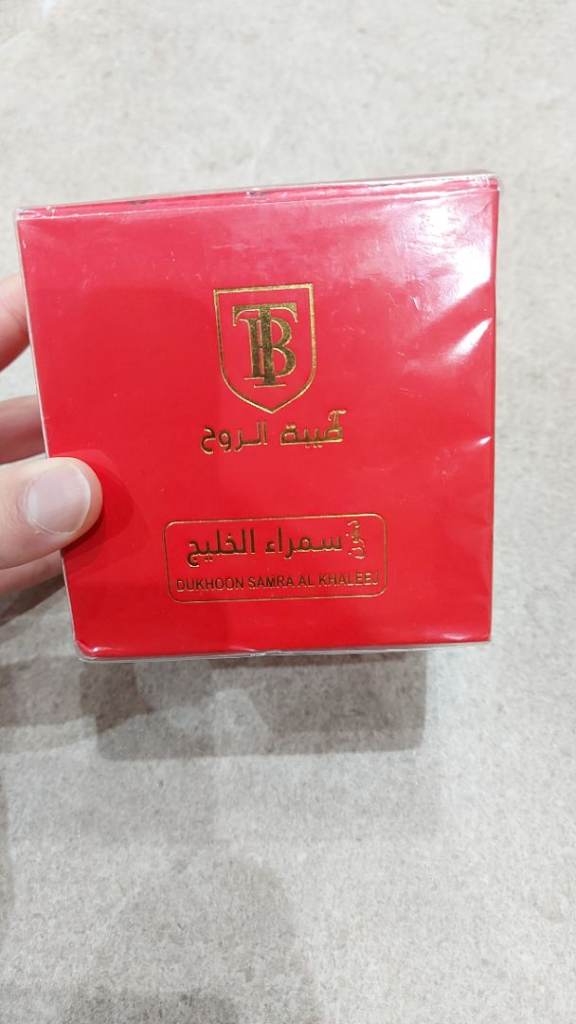 TB
طيبة الروح
دخون سمراء الخليج
DUKHOON SAMRA AL KHALEEJ